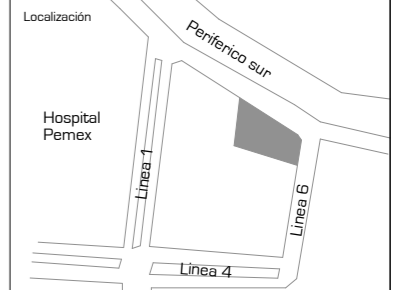 Localización
Periferico sur
Hospital
Pemex
Linea 1
Linea 6
Linea 4